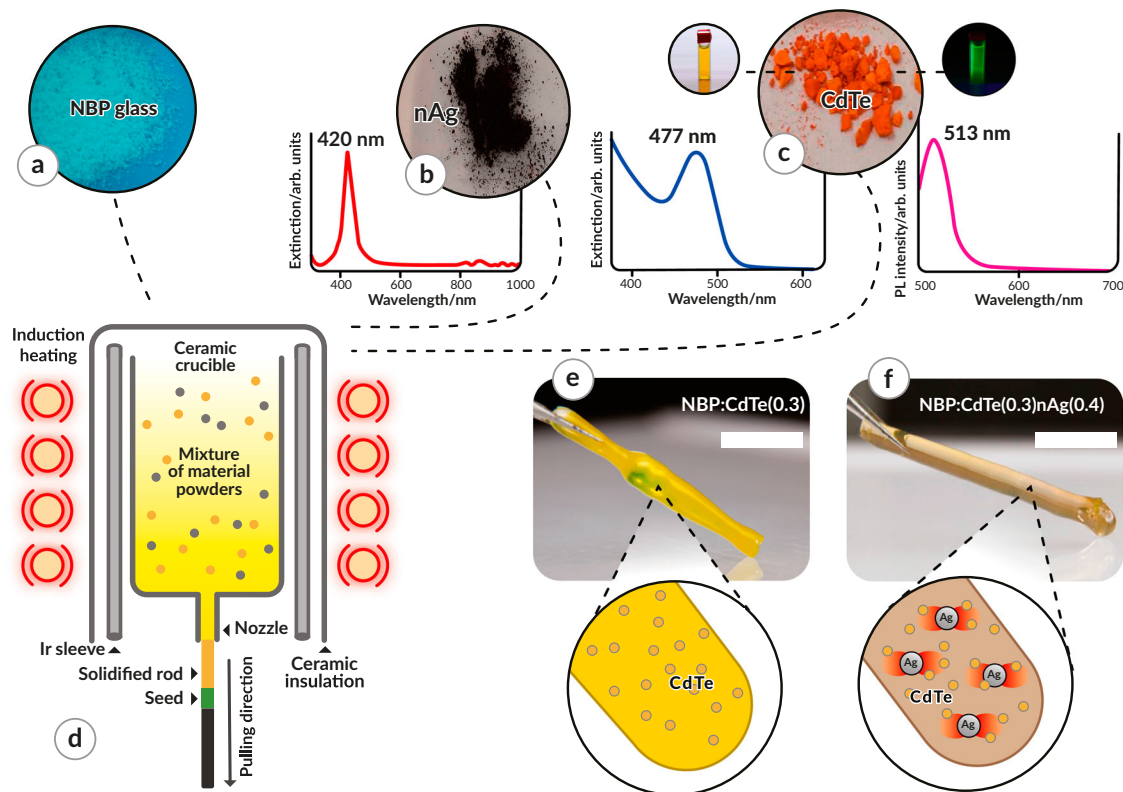 NBP glass
a
nAg
b
420 nm
Extinction/arb. units
400
600
800
1000
Wavelength/nm
CdTe
c
477 nm
Extinction/arb. units
400
500
600
Wavelength/nm
513 nm
PL intensity/arb. units
500
600
700
Wavelength/nm
Induction
heating
Ceramic
crucible
Mixture
of material
powders
Nozzle
Ir sleeve
Solidified rod
Seed
Ceramic
insulation
Pulling direction
d
e
NBP:CdTe(0.3)
CdTe
f
NBP:CdTe(0.3)nAg(0.4)
Ag
Ag
Ag
CdTe
Ag